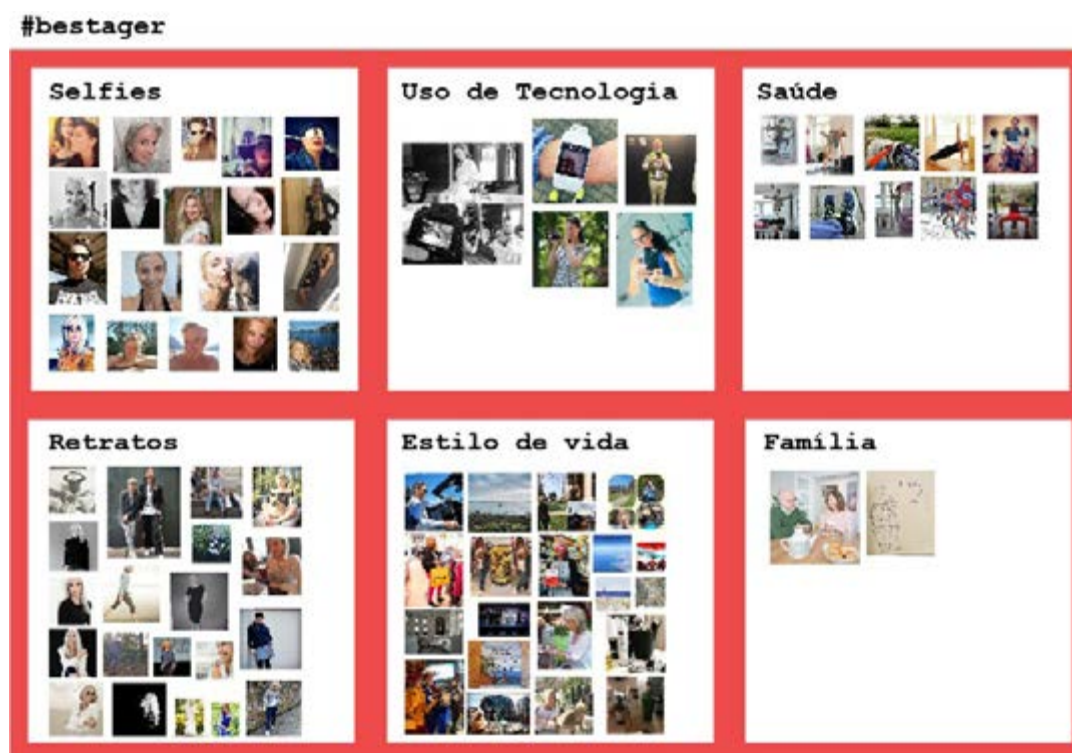 #bestager
Selfies
Uso de Tecnologia
Saúde
Retratos
Estilo de vida
Família